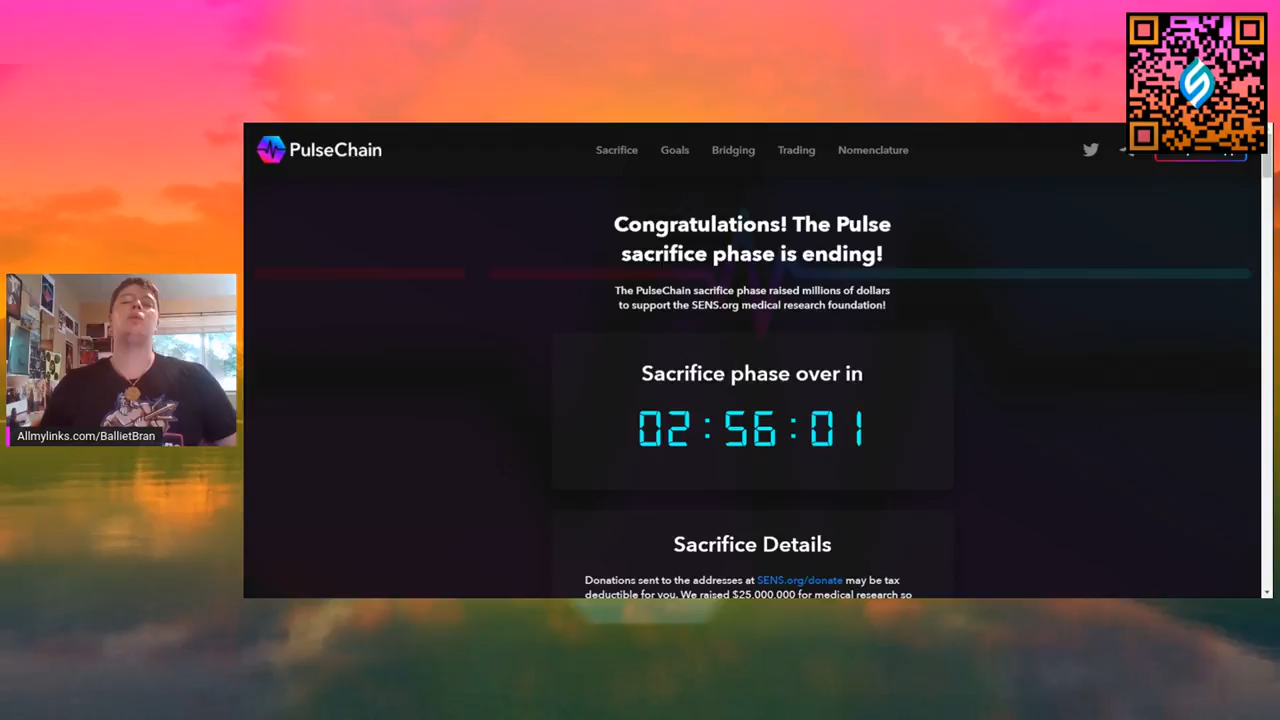 PulseChain
Sacrifice
Goals
Bridging
Trading
Nomenclature
Congratulations! The Pulse
sacrifice phase is ending!
The PulseChain sacrifice phase raised millions of dollars
to support the SENS.org medical research foundation!
Sacrifice phase over in
02:56:01
Allmylinks.com/BallietBran
Sacrifice Details
Donations sent to the addresses at SENS.org/donate may be tax
deductible for you. We raised $25,000,000 for medical research so